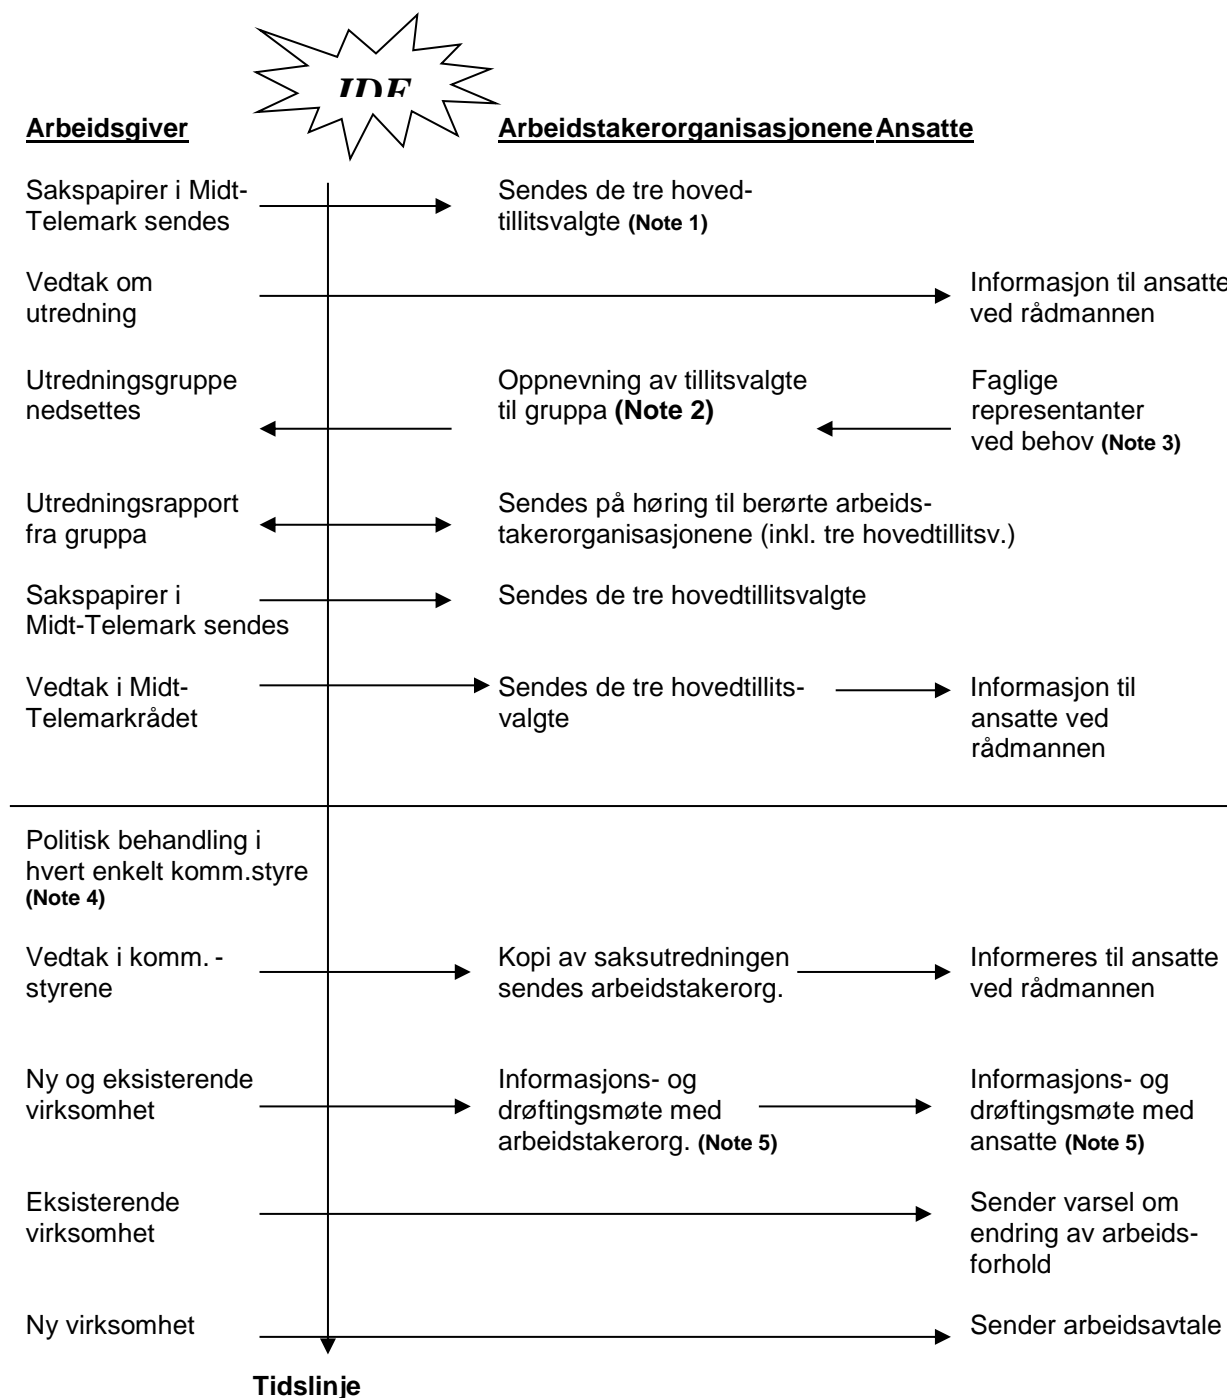 IDE
Arbeidsgiver Arbeidstakerorganisasjonene Ansatte
Sakspapirer i Midt-
Telemark sendes
Sendes de tre hoved-
tillitsvalgte (Note 1)
Vedtak om
utredning
Informasjon til ansatte
ved rådmannen
Utredningsgruppe
nedsettes
Oppnevning av tillitsvalgte
til gruppa (Note 2)
Faglige
representanter
ved behov (Note 3)
Utredningsrapport
fra gruppa
Sendes på høring til berørte arbeids-
takerorganisasjonene (inkl. tre hovedtillitsv.)
Sakspapirer i
Midt-Telemark sendes
Sendes de tre hovedtillitsvalgte
Vedtak i Midt-
Telemarkrådet
Sendes de tre hovedtillits-
valgte
Informasjon til
ansatte ved
rådmannen
Politisk behandling i
hvert enkelt komm.styre
(Note 4)
Vedtak i komm. -
styrene
Kopi av saksutredningen
sendes arbeidstakerorg.
Informeres til ansatte
ved rådmannen
Ny og eksisterende
virksomhet
Informasjons- og
drøftingsmøte med
arbeidstakerorg. (Note 5)
Informasjons- og
drøftingsmøte med
ansatte (Note 5)
Eksisterende
virksomhet
Sender varsel om
endring av arbeids-
forhold
Ny virksomhet
Sender arbeidsavtale
Tidslinje